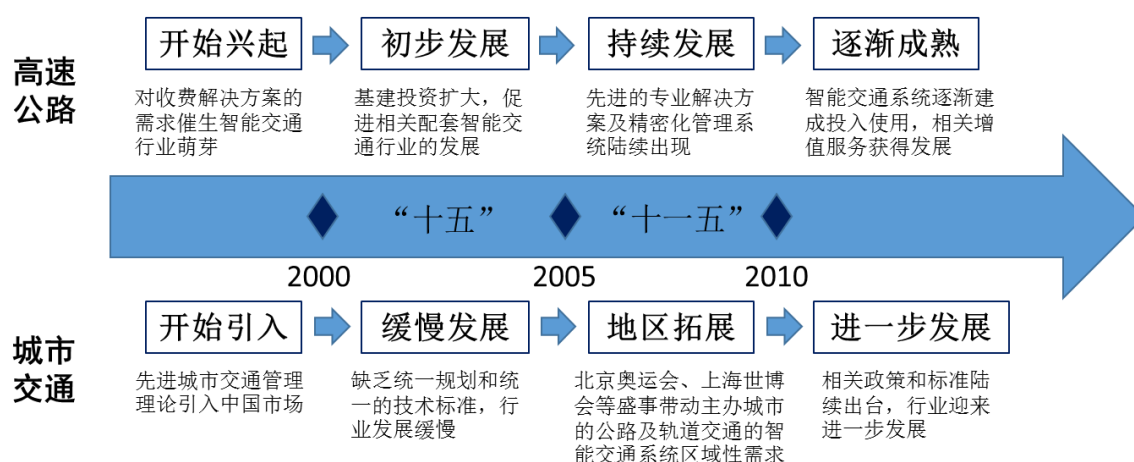 开始兴起
初步发展
持续发展
逐渐成熟
高速
公路
对收费解决方案的
需求催生智能交通
行业萌芽
基建投资扩大，促
进相关配套智能交
通行业的发展
先进的专业解决方
案及精密化管理系
统陆续出现
智能交通系统逐渐建
成投入使用，相关增
值服务获得发展
“十五”
“十一五”
2000
2005
2010
开始引入
缓慢发展
地区拓展
进一步发展
城市
交通
先进城市交通管理
理论引入中国市场
缺乏统一规划和统
一的技术标准，行
业发展缓慢
北京奥运会、上海世博
会等盛事带动主办城市
的公路及轨道交通的智
能交通系统区域性需求
相关政策和标准陆
续出台，行业迎来
进一步发展